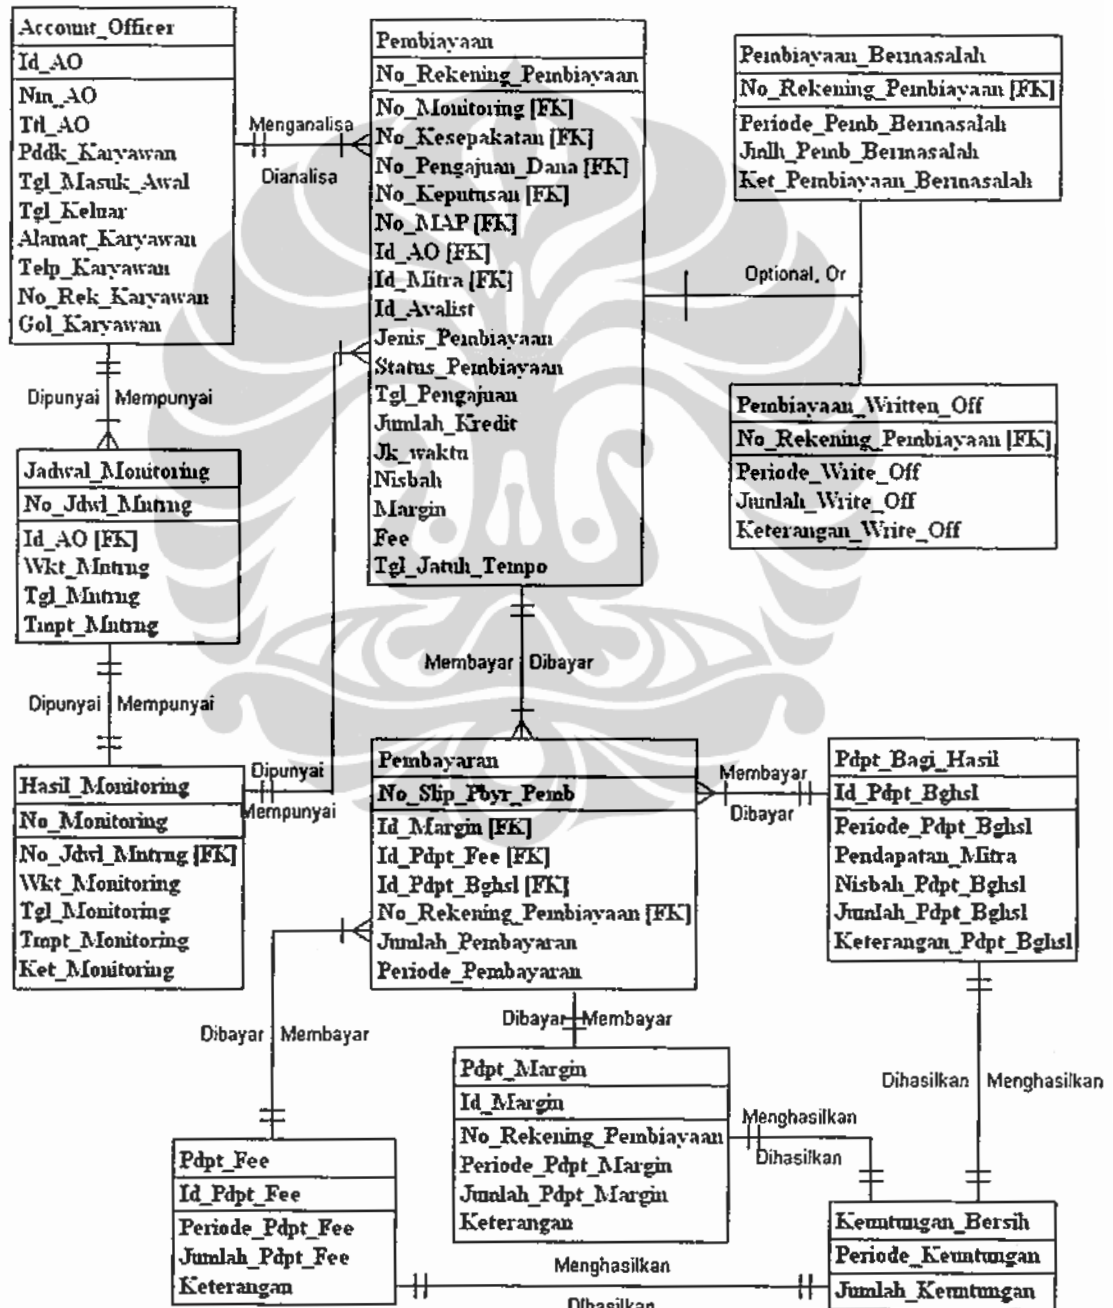 Account_Officer
Id_AO
Nm_AO
Ttl_AO
Pddk_Karyawan
Tgl_Masuk_Awal
Tgl_Keluar
Alamat_Karyawan
Telp_Karyawan
No_Rek_Karyawan
Gol_Karyawan
Menganalisa
Dianalisa
Pembiayaan
No_Rekening_Pembiayaan
No_Monitoring [FK]
No_Kesepakatan [FK]
No_Pengajuan_Dana [FK]
No_Keputusan [FK]
No_MAP [FK]
Id_AO [FK]
Id_Mitra [FK]
Id_Avalist
Jenis_Pembiayaan
Status_Pembiayaan
Tgl_Pengajuan
Jumlah_Kredit
Jk_waktu
Nisbah
Margin
Fee
Tgl_Jatuh_Tempo
Pembiayaan_Bermasalah
No_Rekening_Pembiayaan [FK]
Periode_Pemb_Bermasalah
Jmlh_Pemb_Bermasalah
Ket_Pembiayaan_Bermasalah
Optional, Or
Pembiayaan_Written_Off
No_Rekening_Pembiayaan [FK]
Periode_Write_Off
Jumlah_Write_Off
Keterangan_Write_Off
Dipunyai Mempunyai
Jadwal_Monitoring
No_Jdwl_Mntrng
Id_AO [FK]
Wkt_Mntrng
Tgl_Mntrng
Tmpt_Mntrng
Dipunyai Mempunyai
Membayar Dibayar
Hasil_Monitoring
No_Monitoring
No_Jdwl_Mntrng [FK]
Wkt_Monitoring
Tgl_Monitoring
Tmpt_Monitoring
Ket_Monitoring
Dipunyai
Mempunyai
Pembayaran
No_Slip_Pbyr_Pemb
Id_Margin [FK]
Id_Pdpt_Fee [FK]
Id_Pdpt_Bghsl [FK]
No_Rekening_Pembiayaan [FK]
Jumlah_Pembayaran
Periode_Pembayaran
Membayar
Dibayar
Pdpt_Bagi_Hasil
Id_Pdpt_Bghsl
Periode_Pdpt_Bghsl
Pendapatan_Mitra
Nisbah_Pdpt_Bghsl
Jumlah_Pdpt_Bghsl
Keterangan_Pdpt_Bghsl
Dibayar Membayar
Dibayar Membayar
Pdpt_Margin
Id_Margin
No_Rekening_Pembiayaan
Periode_Pdpt_Margin
Jumlah_Pdpt_Margin
Keterangan
Menghasilkan
Dihasilkan
Dihasilkan Menghasilkan
Pdpt_Fee
Id_Pdpt_Fee
Periode_Pdpt_Fee
Jumlah_Pdpt_Fee
Keterangan
Menghasilkan
Dihasilkan
Keuntungan_Bersih
Periode_Keuntungan
Jumlah_Keuntungan